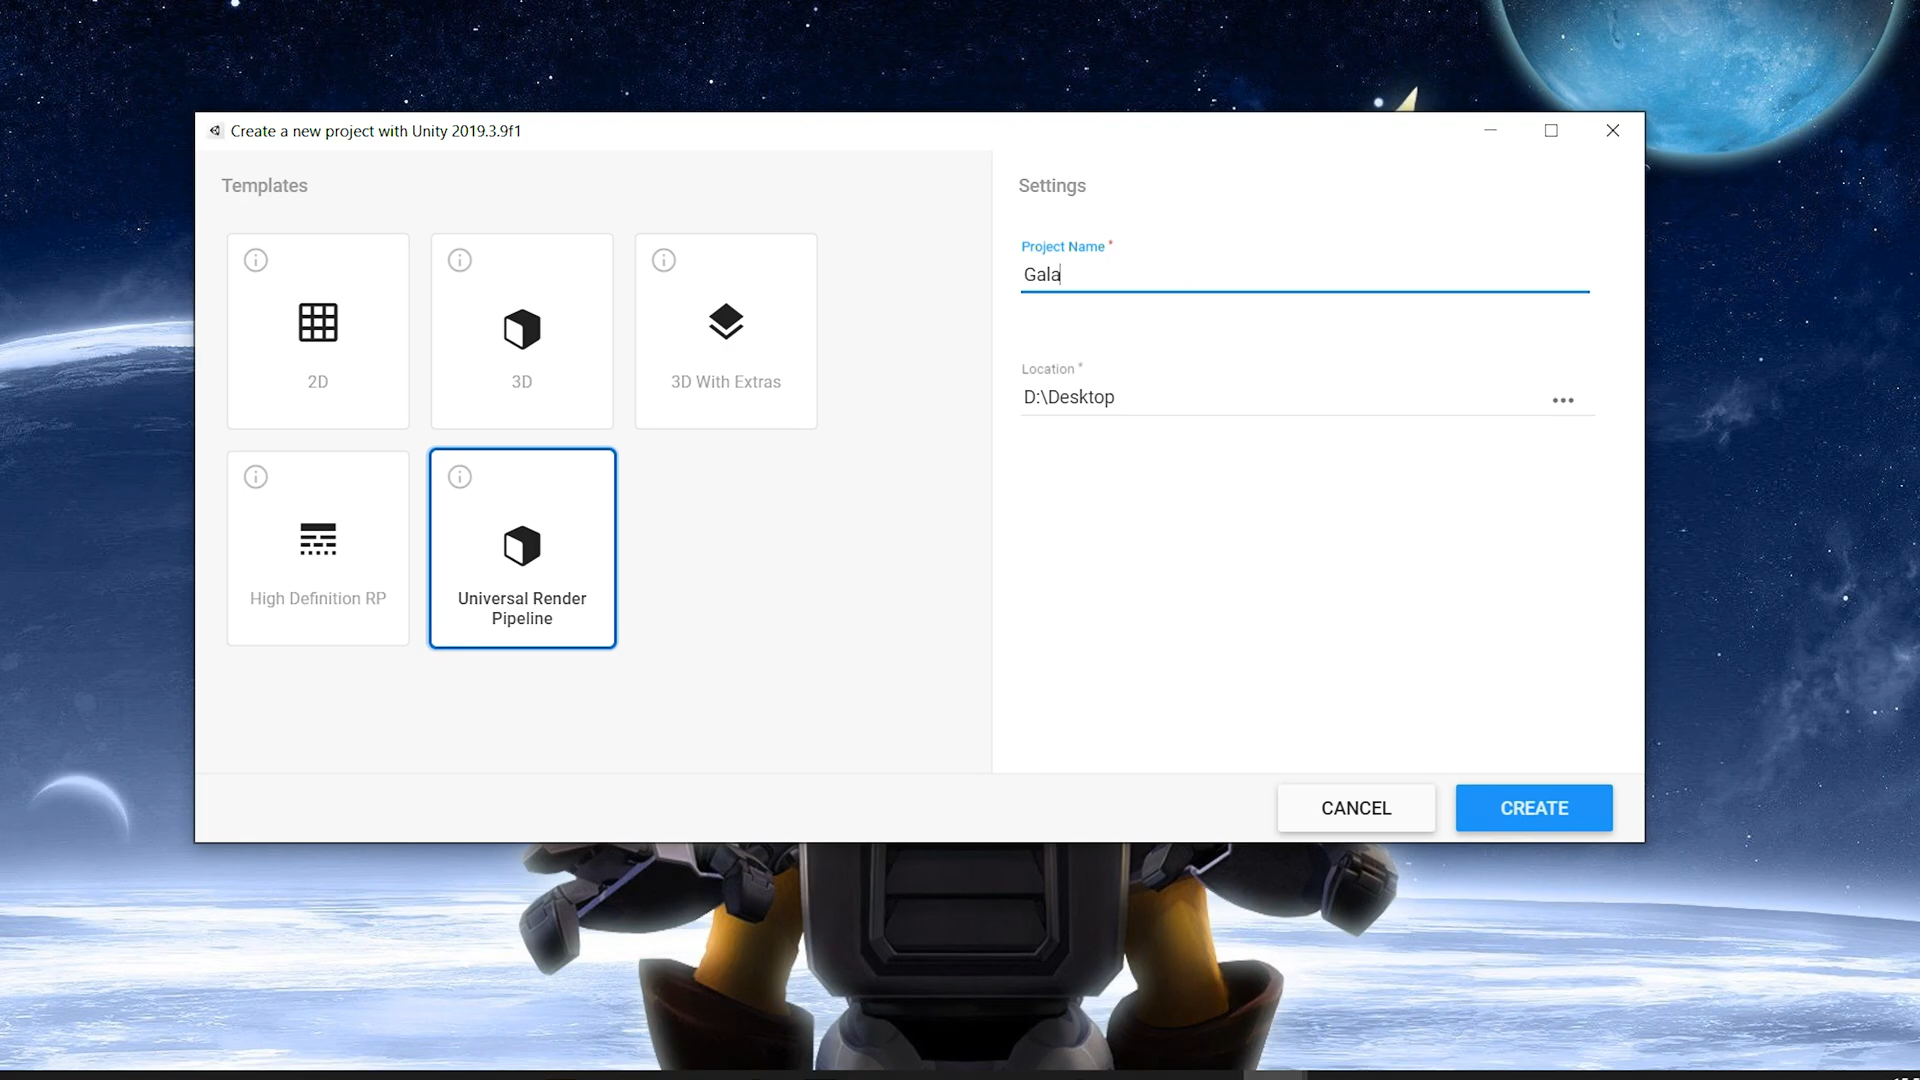 Create a new project with Unity 2019.3.9f1
Templates
2D
3D
3D With Extras
High Definition RP
Universal Render
Pipeline
Settings
Project Name *
Gala
Location *
D:\Desktop
CANCEL
CREATE